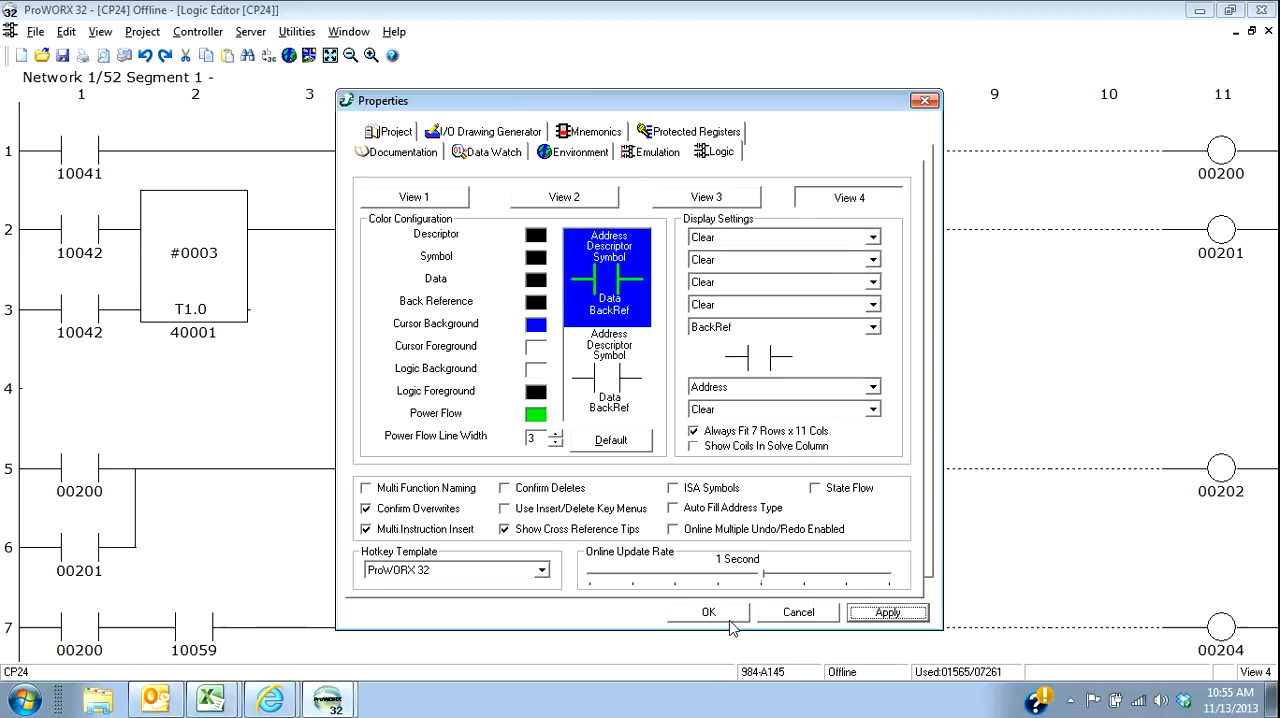 ProWORX 32 - [CP24] Offline - [Logic Editor [CP24]]
File Edit View Project Controller Server Utilities Window Help
Network 1/52 Segment 1 -
1 2 3 9 10 11
1
10041
00200
2
10042
#0003
00201
3
T1.0
10042
40001
4
5
00200
00202
6
00201
7
00200
10059
00204
Properties
Project I/O Drawing Generator Mnemonics Protected Registers
Documentation Data Watch Environment Emulation Logic
View 1 View 2 View 3 View 4
Color Configuration
Descriptor
Symbol
Data
Back Reference
Cursor Background
Cursor Foreground
Logic Background
Logic Foreground
Power Flow
Power Flow Line Width 3
Address
Descriptor
Symbol
Data
BackRef
Address
Descriptor
Symbol
Data
BackRef
Default
Display Settings
Clear
Clear
Clear
Clear
BackRef
Address
Clear
Always Fit 7 Rows x 11 Cols
Show Coils In Solve Column
Multi Function Naming Confirm Deletes ISA Symbols State Flow
Confirm Overwrites Use Insert/Delete Key Menus Auto Fill Address Type
Multi Instruction Insert Show Cross Reference Tips Online Multiple Undo/Redo Enabled
Hotkey Template
ProWORX 32
Online Update Rate
1 Second
OK Cancel Apply
CP24 984-A145 Offline Used:01565/07261 View 4
32
10:55 AM
11/13/2013